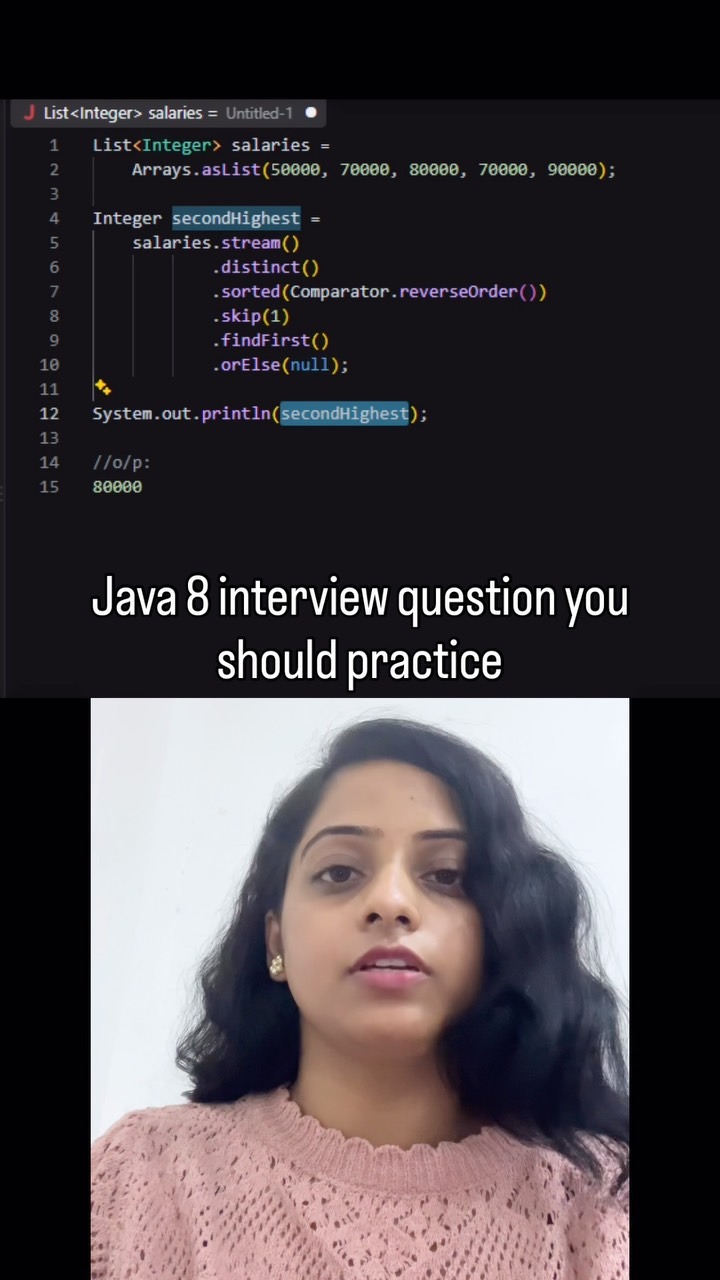 J List<Integer> salaries = Untitled-1
1 List<Integer> salaries =
2 Arrays.asList(50000, 70000, 80000, 70000, 90000);
3
4 Integer secondHighest =
5 salaries.stream()
6 .distinct()
7 .sorted(Comparator.reverseOrder())
8 .skip(1)
9 .findFirst()
10 .orElse(null);
11
12 System.out.println(secondHighest);
13
14 //o/p:
15 80000
Java 8 interview question you
should practice